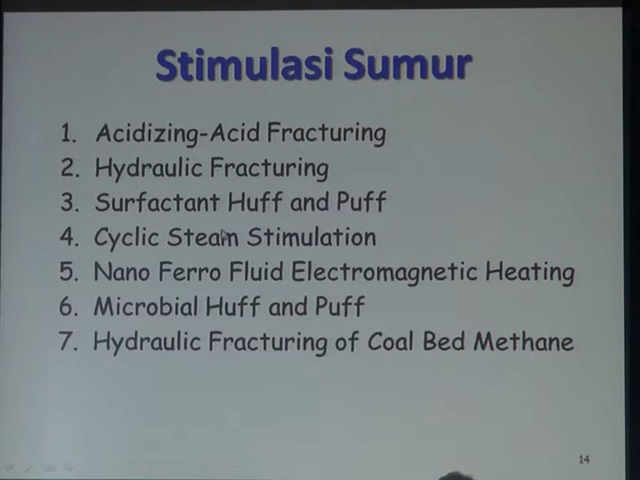 Stimulasi Sumur
1. Acidizing-Acid Fracturing
2. Hydraulic Fracturing
3. Surfactant Huff and Puff
4. Cyclic Steam Stimulation
5. Nano Ferro Fluid Electromagnetic Heating
6. Microbial Huff and Puff
7. Hydraulic Fracturing of Coal Bed Methane
14